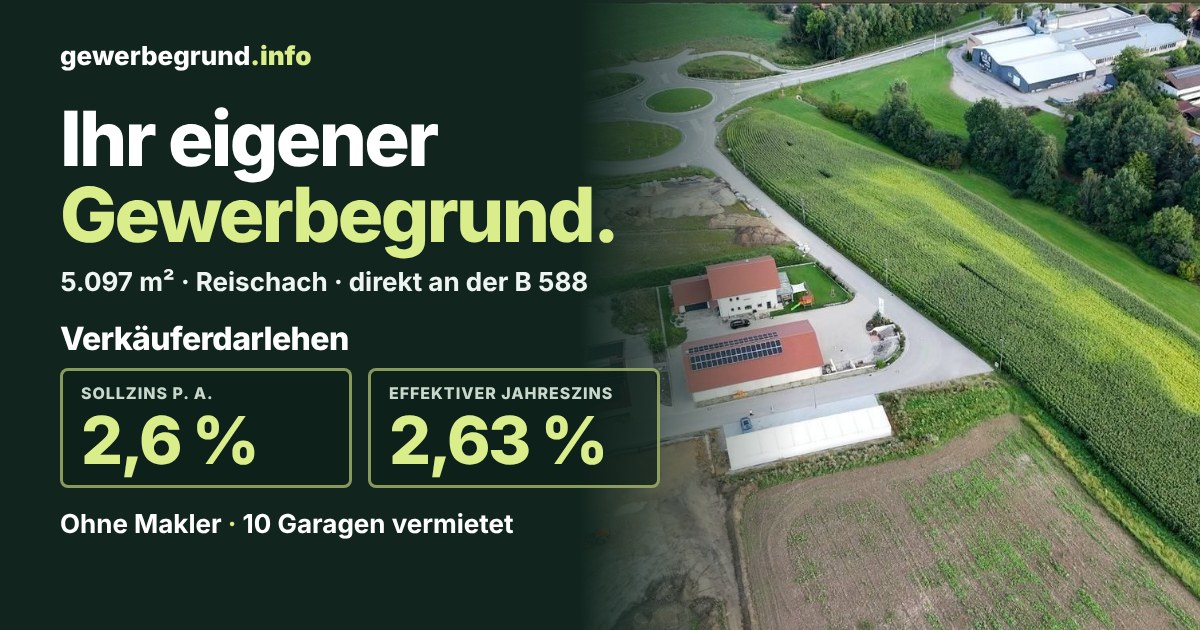 gewerbegrund.info
Ihr eigener
Gewerbegrund.
5.097 m² · Reischach · direkt an der B 588
Verkäuferdarlehen
SOLLZINS P. A.
2,6 %
EFFEKTIVER JAHRESZINS
2,63 %
Ohne Makler · 10 Garagen vermietet